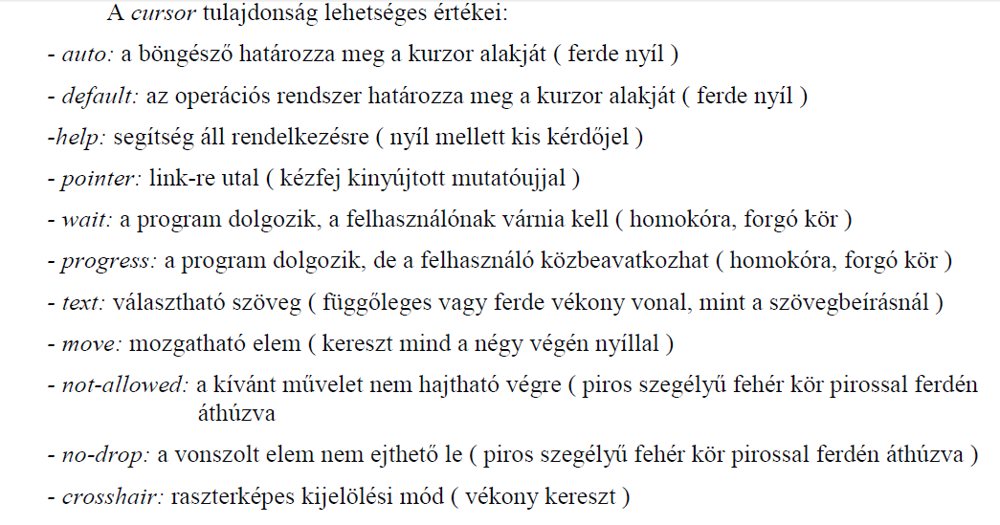 A cursor tulajdonság lehetséges értékei:
- auto: a böngésző határozza meg a kurzor alakját ( ferde nyíl )
- default: az operációs rendszer határozza meg a kurzor alakját ( ferde nyíl )
-help: segítség áll rendelkezésre ( nyíl mellett kis kérdőjel )
- pointer: link-re utal ( kézfej kinyújtott mutatóujjal )
- wait: a program dolgozik, a felhasználónak várnia kell ( homokóra, forgó kör )
- progress: a program dolgozik, de a felhasználó közbeavatkozhat ( homokóra, forgó kör )
- text: választható szöveg ( függőleges vagy ferde vékony vonal, mint a szövegbeírásnál )
- move: mozgatható elem ( kereszt mind a négy végén nyíllal )
- not-allowed: a kívánt művelet nem hajtható végre ( piros szegélyű fehér kör pirossal ferdén
áthúzva
- no-drop: a vonszolt elem nem ejthető le ( piros szegélyű fehér kör pirossal ferdén áthúzva )
- crosshair: raszterképes kijelölési mód ( vékony kereszt )